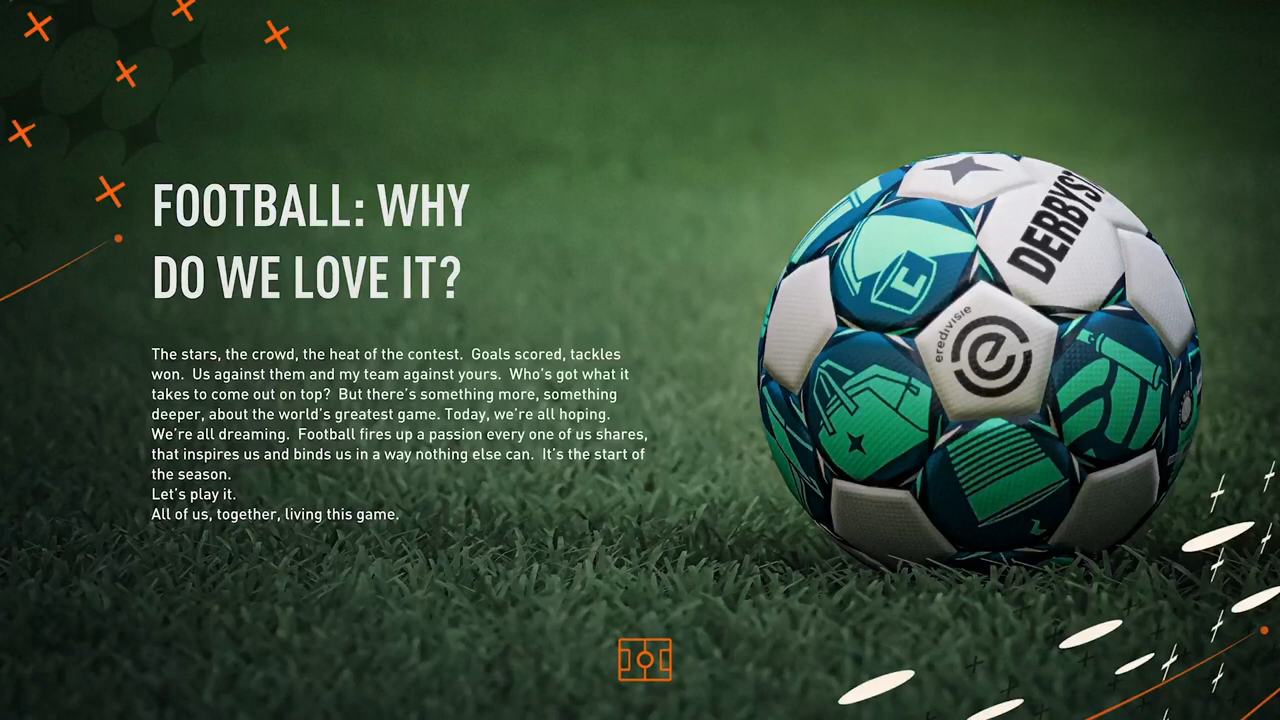 FOOTBALL: WHY
DO WE LOVE IT?
The stars, the crowd, the heat of the contest.  Goals scored, tackles
won.  Us against them and my team against yours.  Who's got what it
takes to come out on top?  But there's something more, something
deeper, about the world's greatest game. Today, we're all hoping.
We're all dreaming.  Football fires up a passion every one of us shares,
that inspires us and binds us in a way nothing else can.  It's the start of
the season.
Let's play it.
All of us, together, living this game.
DERBYST
eredivisie
e
C